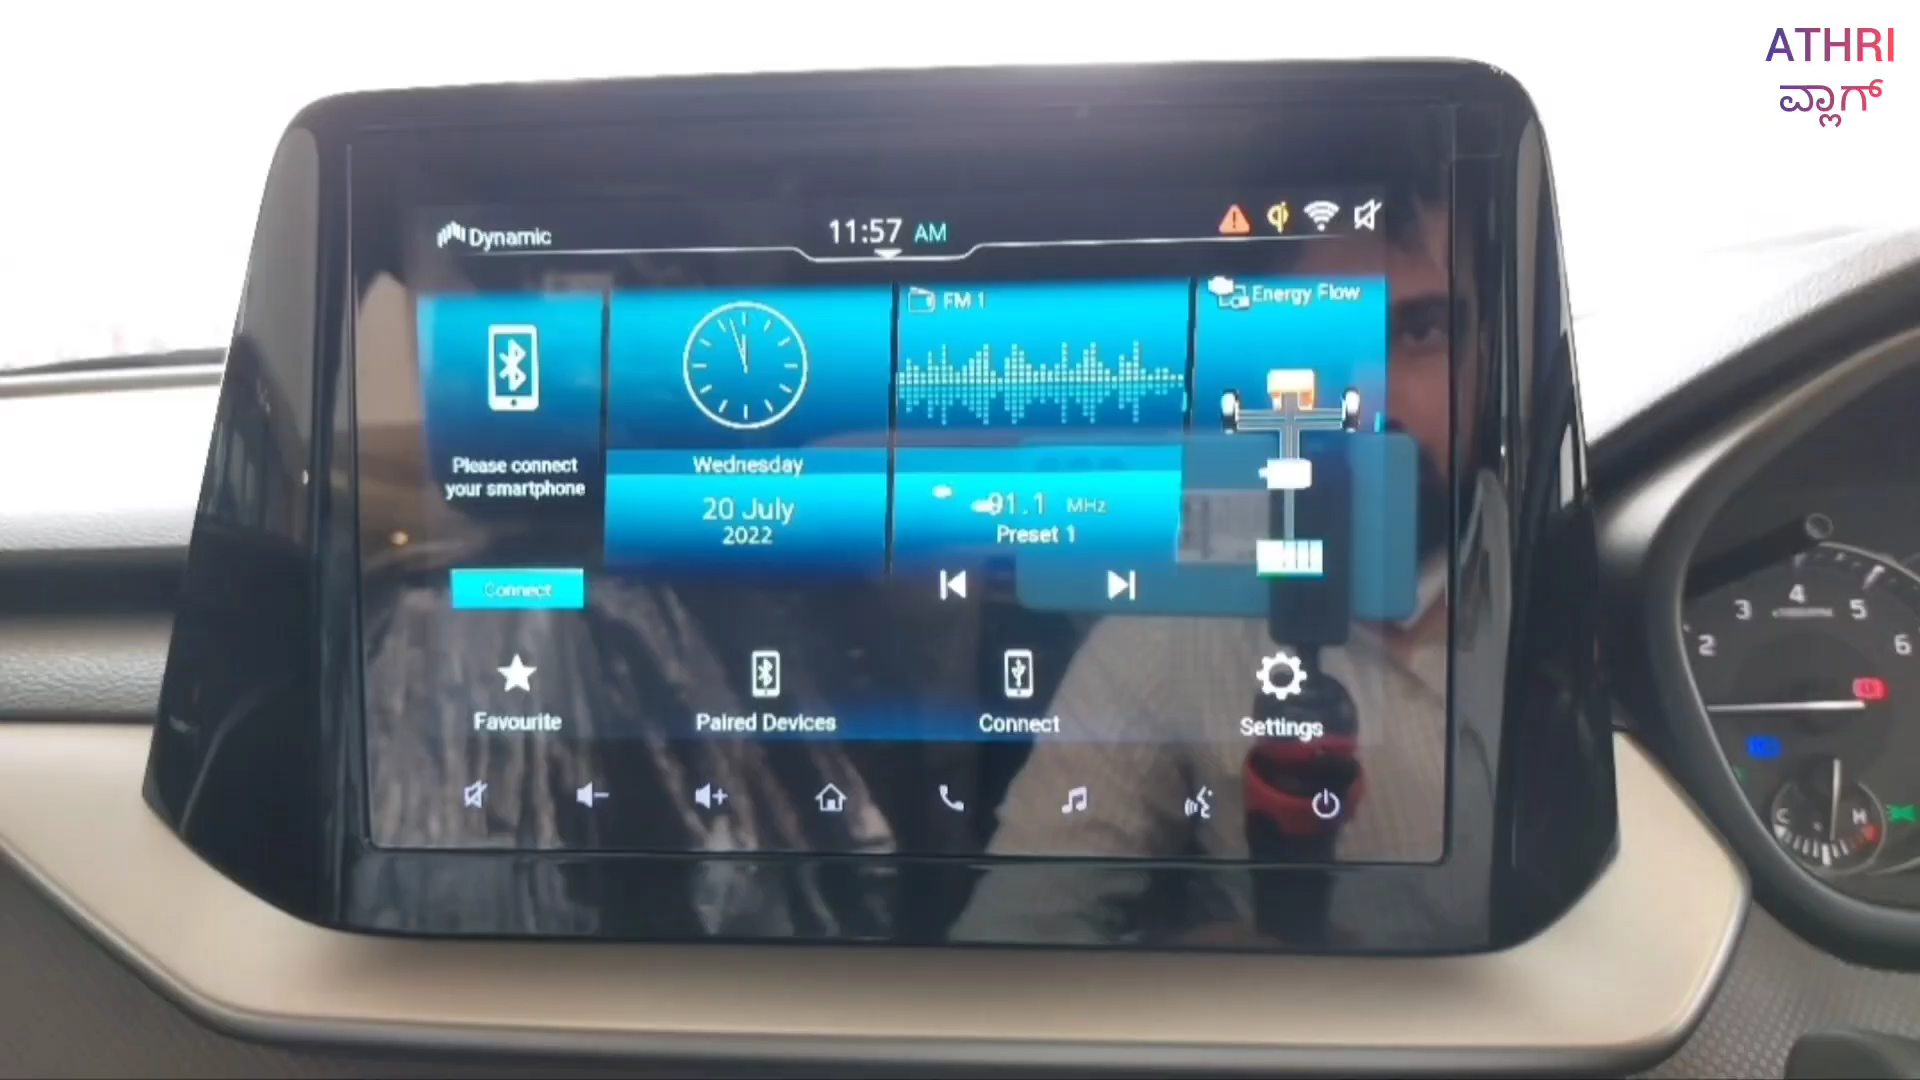 ATHRI
ವ್ಲಾಗ್
Dynamic
11:57 AM
Please connect
your smartphone
Connect
Wednesday
20 July
2022
FM 1
91.1 MHz
Preset 1
Energy Flow
Favourite
Paired Devices
Connect
Settings
2 3 4 5 6
C H